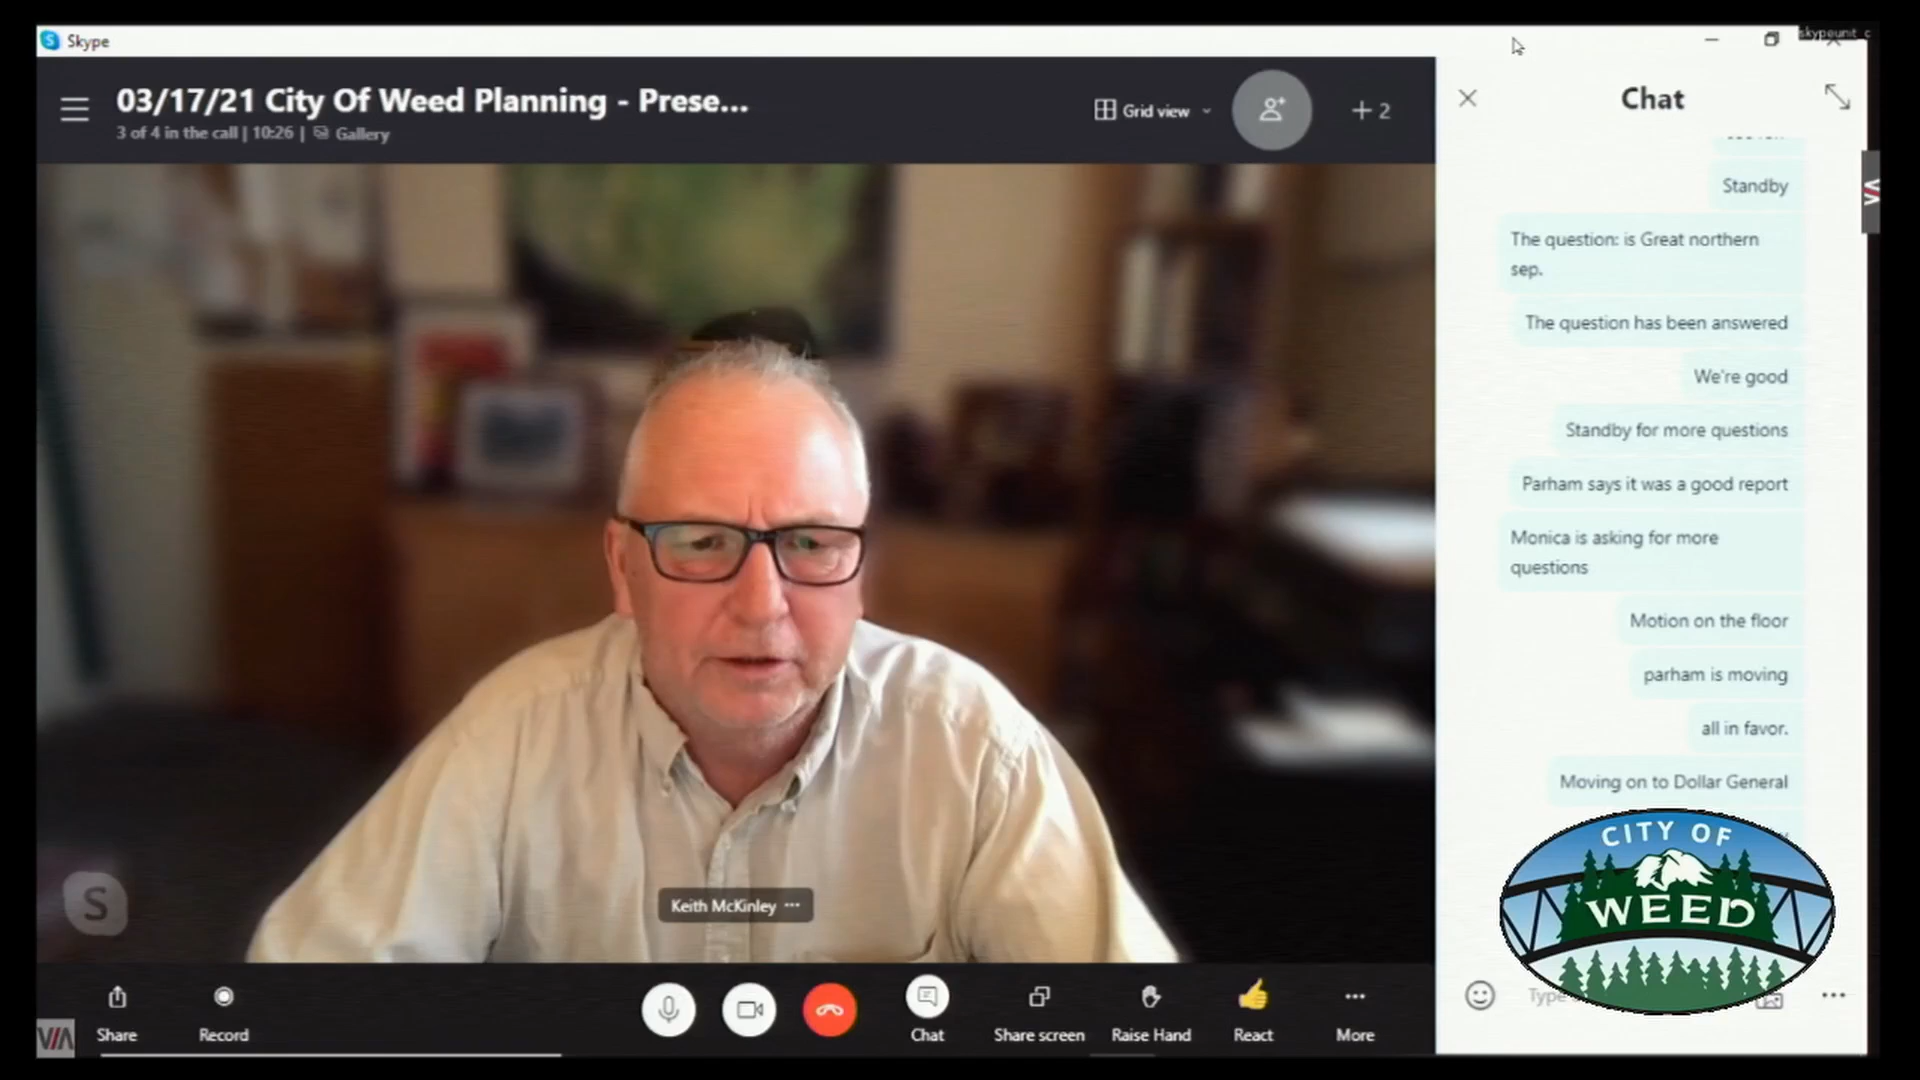 Skype
skypeunit_c
03/17/21 City Of Weed Planning - Prese...
3 of 4 in the call | 10:26 | Gallery
Grid view
+ 2
Chat
Standby
The question: is Great northern
sep.
The question has been answered
We're good
Standby for more questions
Parham says it was a good report
Monica is asking for more
questions
Motion on the floor
parham is moving
all in favor.
Moving on to Dollar General
CITY OF
WEED
Type
Keith McKinley
S
VIA
Share
Record
Chat
Share screen
Raise Hand
React
More